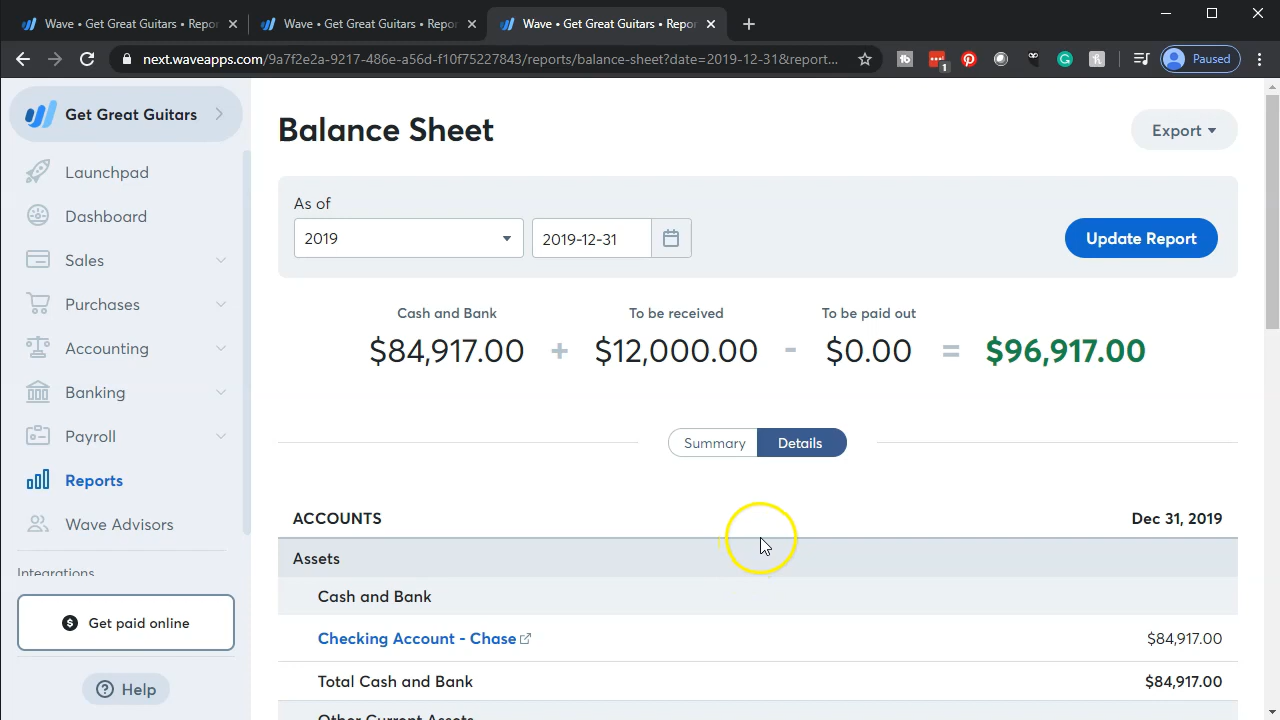 Wave • Get Great Guitars • Repor
Wave • Get Great Guitars • Repor
Wave • Get Great Guitars • Repor
next.waveapps.com/9a7f2e2a-9217-486e-a56d-f10f75227843/reports/balance-sheet?date=2019-12-31&report...
1
Paused
Get Great Guitars
Launchpad
Dashboard
Sales
Purchases
Accounting
Banking
Payroll
Reports
Wave Advisors
Integrations
Get paid online
Help
Balance Sheet
Export
As of
2019
2019-12-31
Update Report
Cash and Bank
To be received
To be paid out
$84,917.00 + $12,000.00 - $0.00 = $96,917.00
Summary
Details
ACCOUNTS
Dec 31, 2019
Assets
Cash and Bank
Checking Account - Chase
$84,917.00
Total Cash and Bank
$84,917.00
Other Current Assets